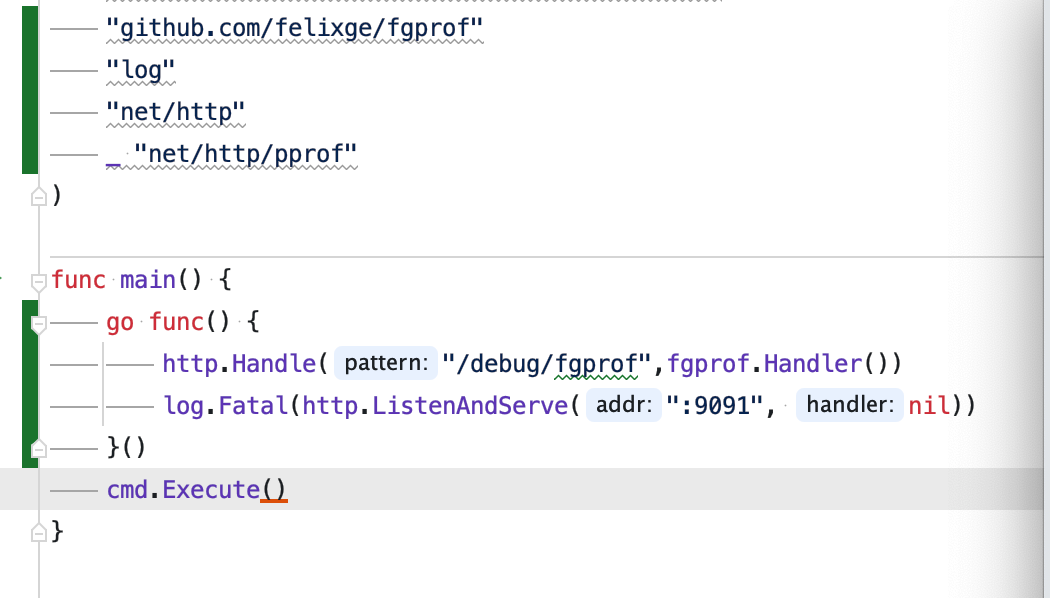 "github.com/felixge/fgprof"
"log"
"net/http"
_ "net/http/pprof"
)
func main() {
go func() {
http.Handle( pattern: "/debug/fgprof",fgprof.Handler())
log.Fatal(http.ListenAndServe( addr: ":9091", handler: nil))
}()
cmd.Execute()
}